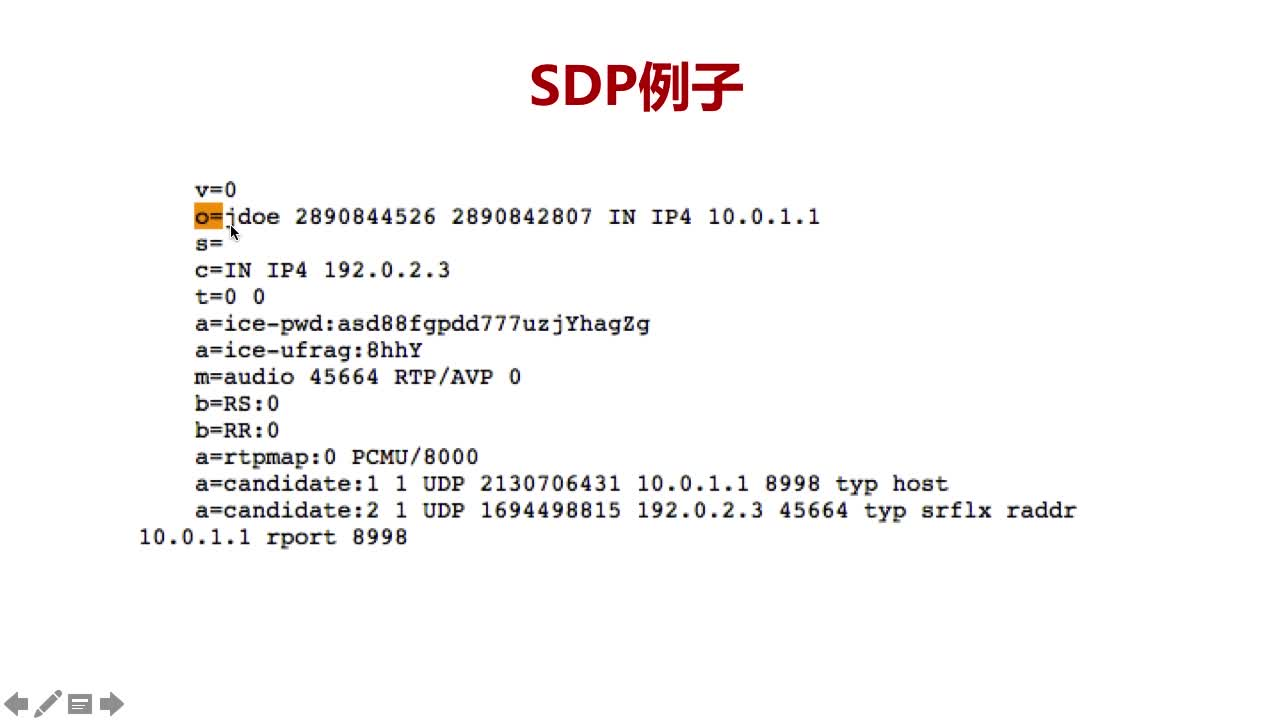 SDP例子
v=0
o=jdoe 2890844526 2890842807 IN IP4 10.0.1.1
s=
c=IN IP4 192.0.2.3
t=0 0
a=ice-pwd:asd88fgpdd777uzjYhagZg
a=ice-ufrag:8hhY
m=audio 45664 RTP/AVP 0
b=RS:0
b=RR:0
a=rtpmap:0 PCMU/8000
a=candidate:1 1 UDP 2130706431 10.0.1.1 8998 typ host
a=candidate:2 1 UDP 1694498815 192.0.2.3 45664 typ srflx raddr
10.0.1.1 rport 8998